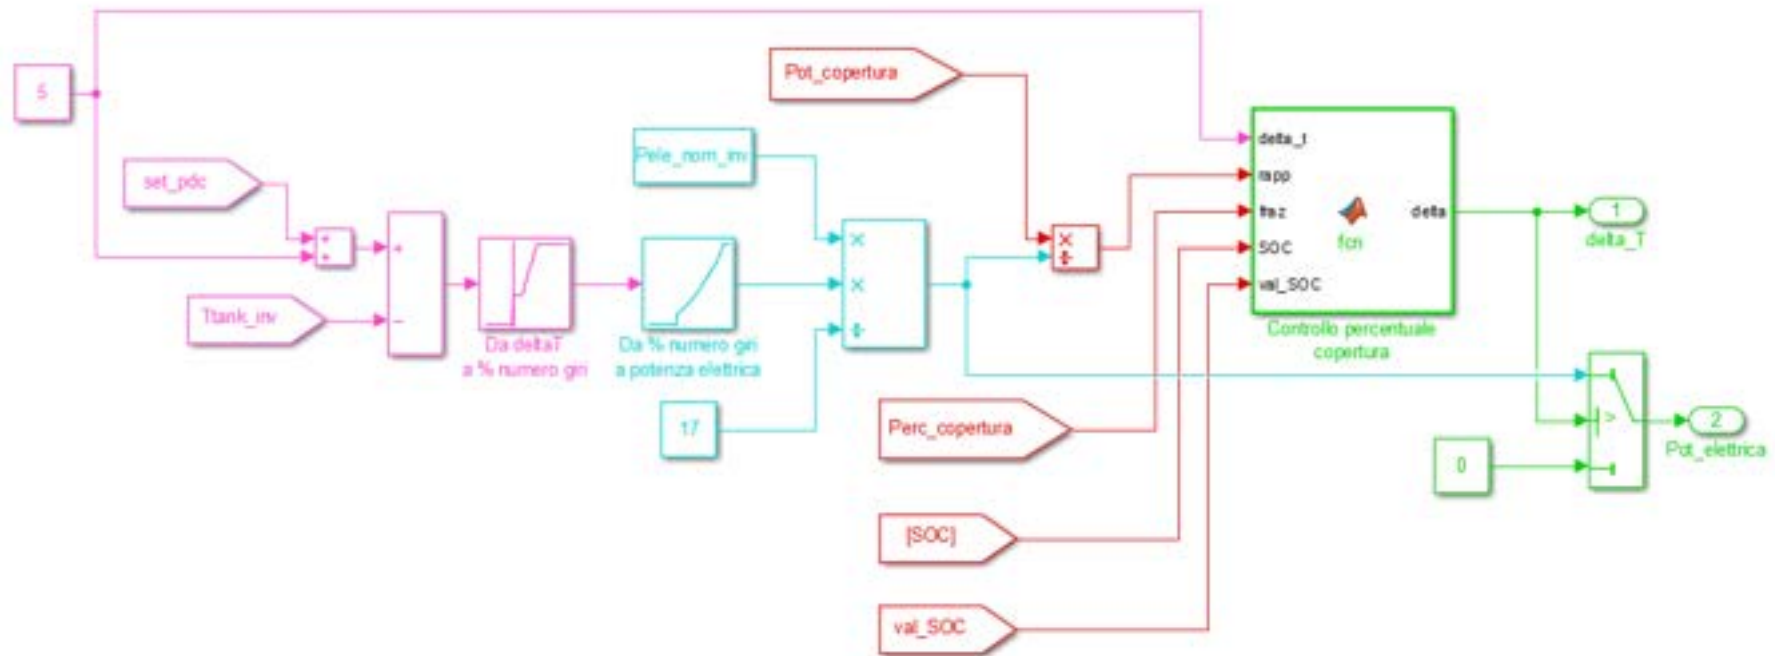 5
set_pdc
Ttank_inv
Da deltaT
a % numero giri
Pele_nom_inv
Da % numero giri
a potenza elettrica
17
Pot_copertura
Perc_copertura
[SOC]
val_SOC
delta_t
rapp
fraz
SOC
val_SOC
fcn
delta
Controllo percentuale
copertura
1
delta_T
0
>
2
Pot_elettrica